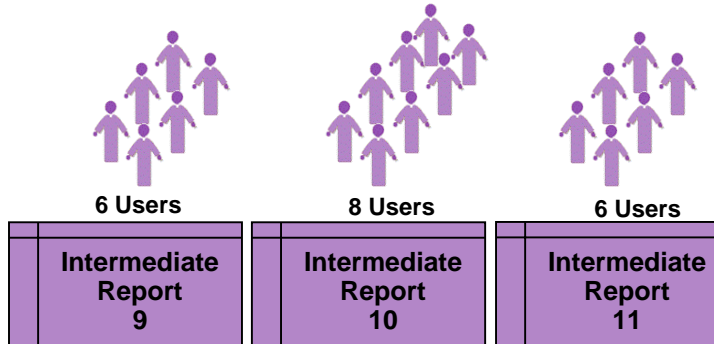 6 Users
8 Users
6 Users
Intermediate
Report
9
Intermediate
Report
10
Intermediate
Report
11